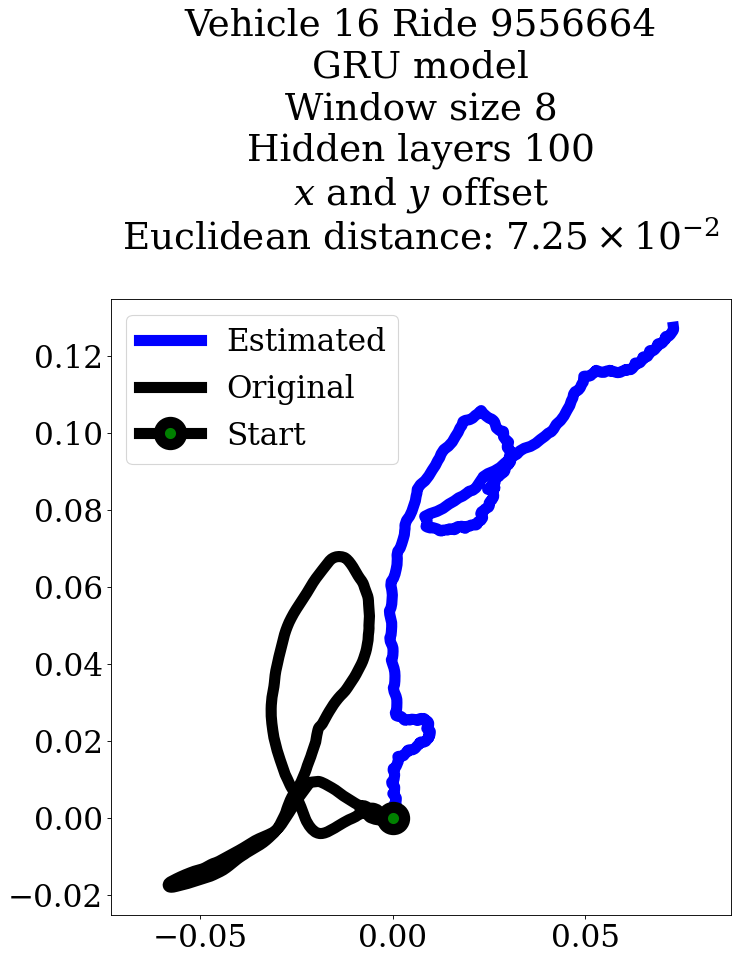 Vehicle 16 Ride 9556664
GRU model
Window size 8
Hidden layers 100
x and y offset
Euclidean distance: 7.25 × 10⁻²
Estimated
Original
Start
0.12
0.10
0.08
0.06
0.04
0.02
0.00
−0.02
−0.05 0.00 0.05